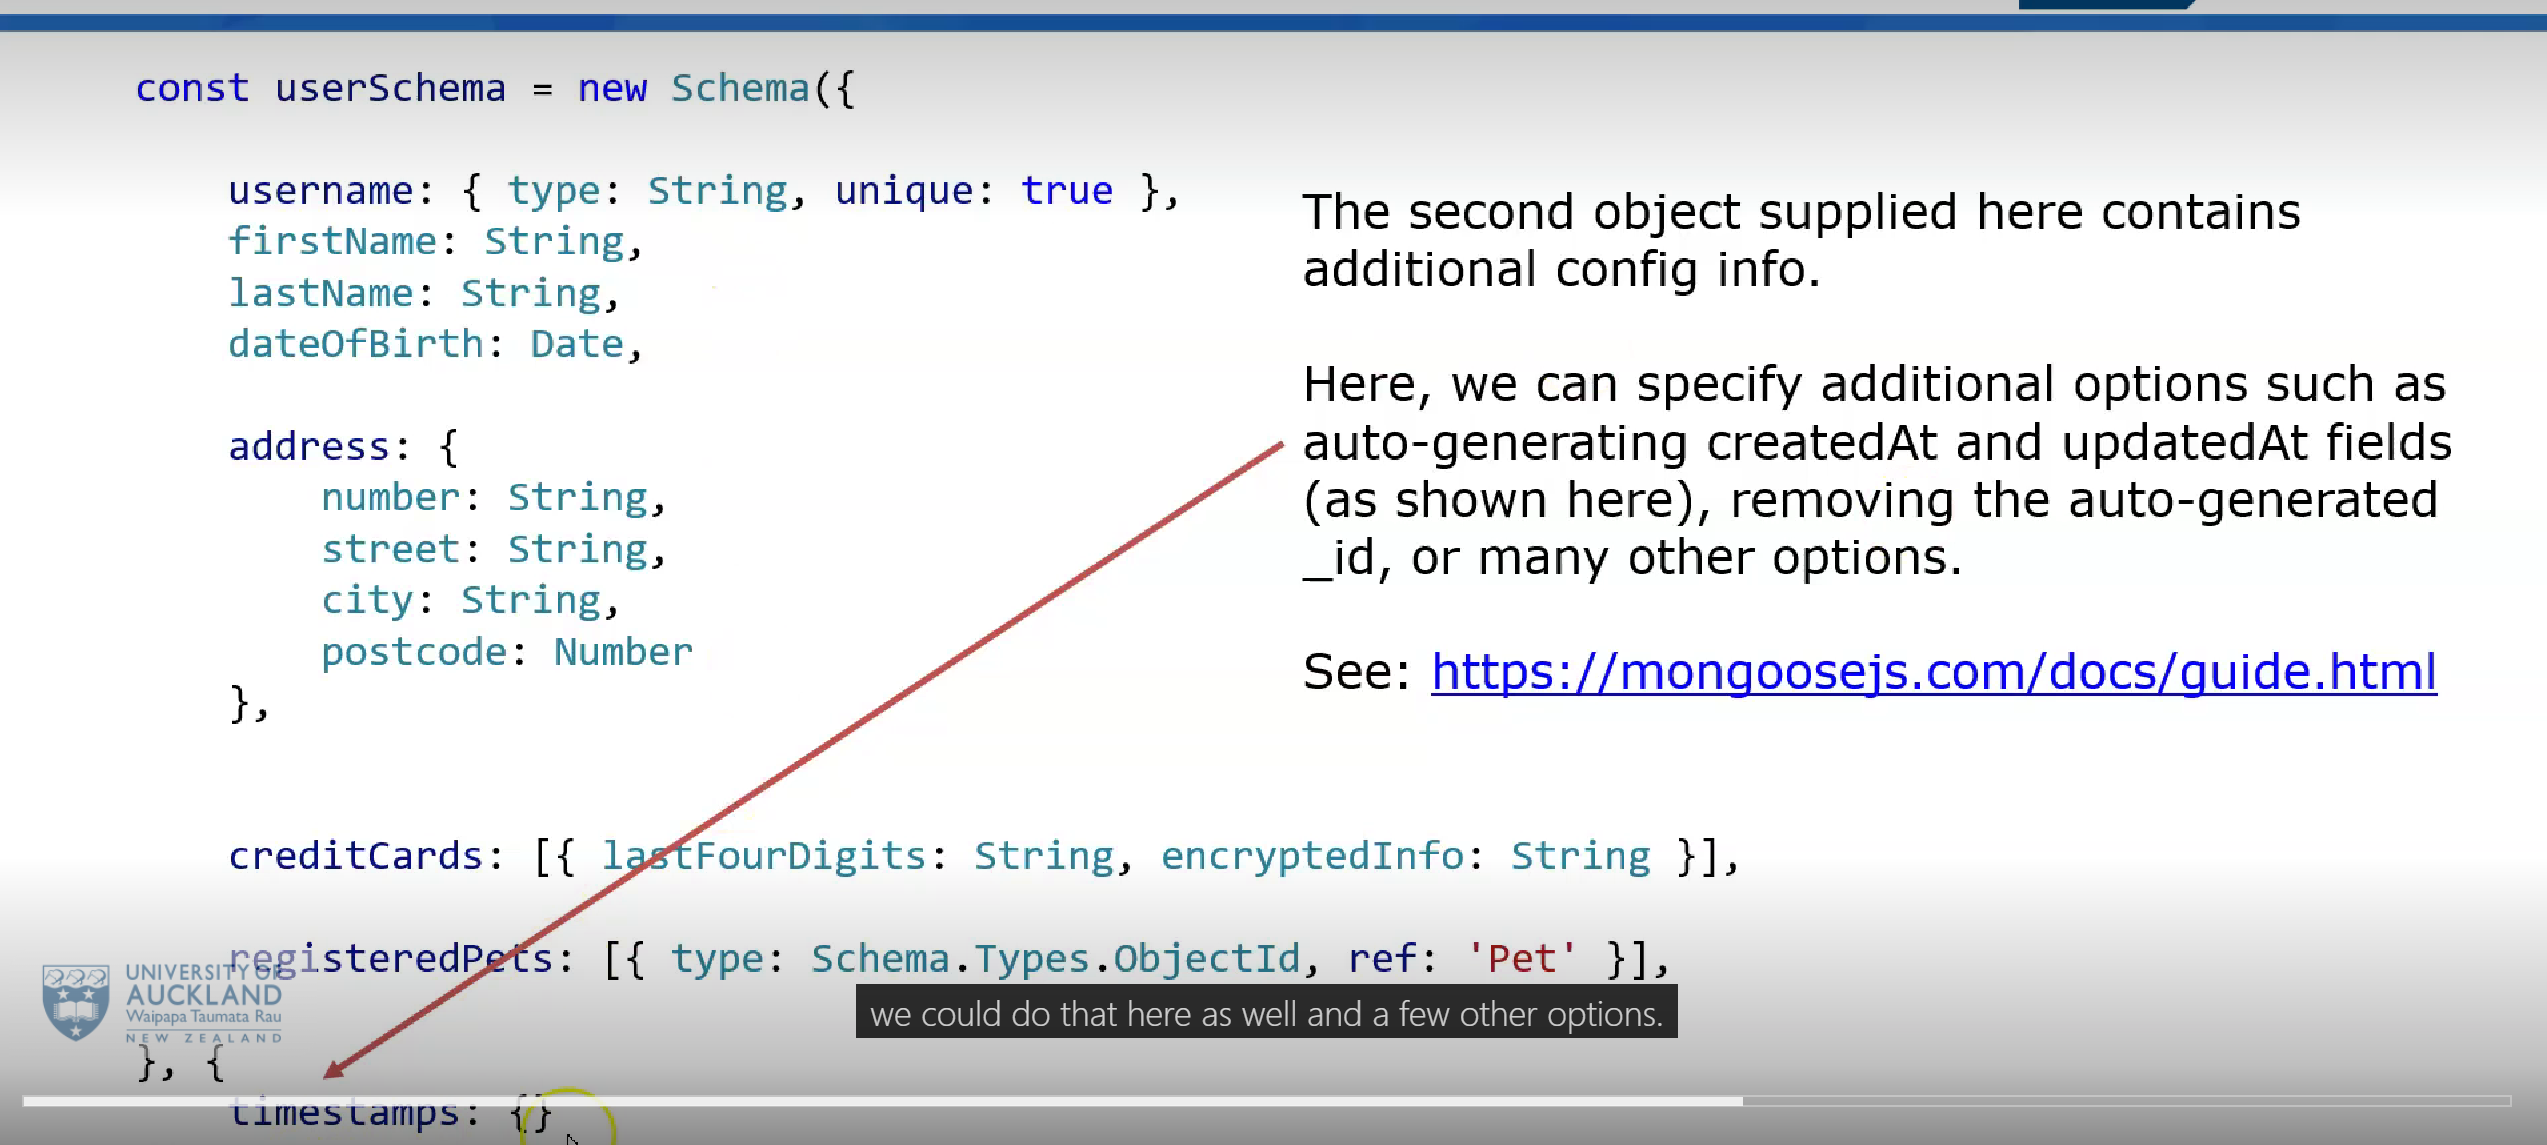 const userSchema = new Schema({
username: { type: String, unique: true },
firstName: String,
lastName: String,
dateOfBirth: Date,
address: {
number: String,
street: String,
city: String,
postcode: Number
},
creditCards: [{ lastFourDigits: String, encryptedInfo: String }],
registeredPets: [{ type: Schema.Types.ObjectId, ref: 'Pet' }],
}, {
timestamps: {}
The second object supplied here contains
additional config info.
Here, we can specify additional options such as
auto-generating createdAt and updatedAt fields
(as shown here), removing the auto-generated
_id, or many other options.
See: https://mongoosejs.com/docs/guide.html
UNIVERSITY OF
AUCKLAND
Waipapa Taumata Rau
NEW ZEALAND
we could do that here as well and a few other options.